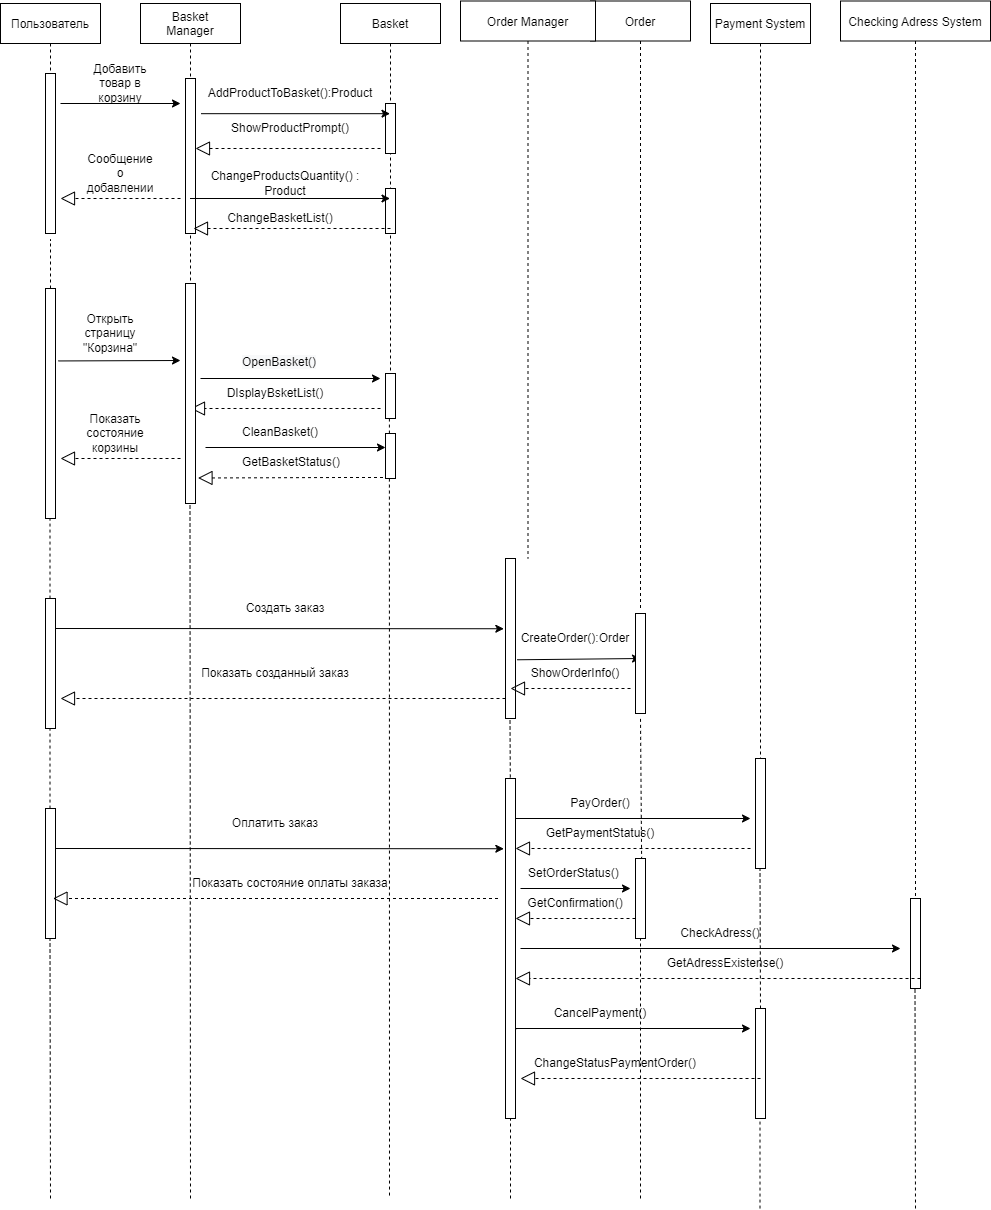 Пользователь
Basket
Manager
Basket
Order Manager
Order
Payment System
Checking Adress System
Добавить
товар в
корзину
AddProductToBasket():Product
ShowProductPrompt()
Сообщение
о
добавлении
ChangeProductsQuantity() :
Product
ChangeBasketList()
Открыть
страницу
"Корзина"
OpenBasket()
DIsplayBsketList()
Показать
состояние
корзины
CleanBasket()
GetBasketStatus()
Создать заказ
CreateOrder():Order
Показать созданный заказ
ShowOrderInfo()
PayOrder()
Оплатить заказ
GetPaymentStatus()
SetOrderStatus()
Показать состояние оплаты заказа
GetConfirmation()
CheckAdress()
GetAdressExistense()
CancelPayment()
ChangeStatusPaymentOrder()